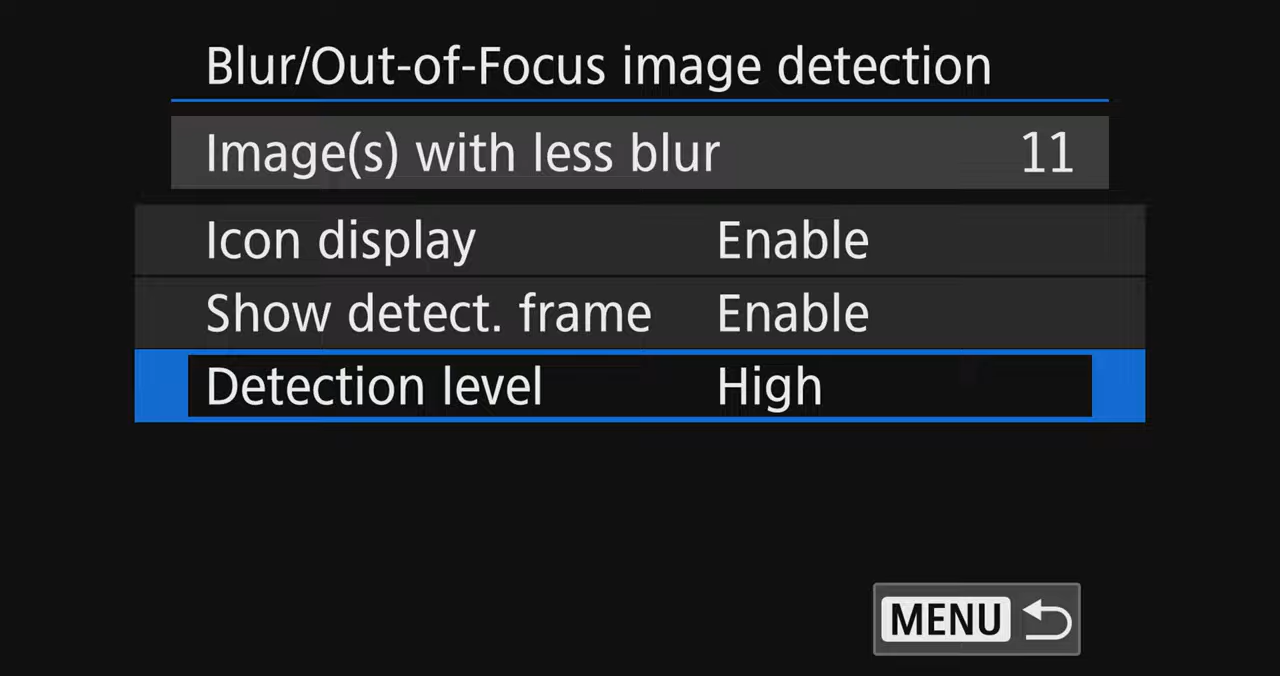 Blur/Out-of-Focus image detection
Image(s) with less blur 11
Icon display Enable
Show detect. frame Enable
Detection level High
MENU